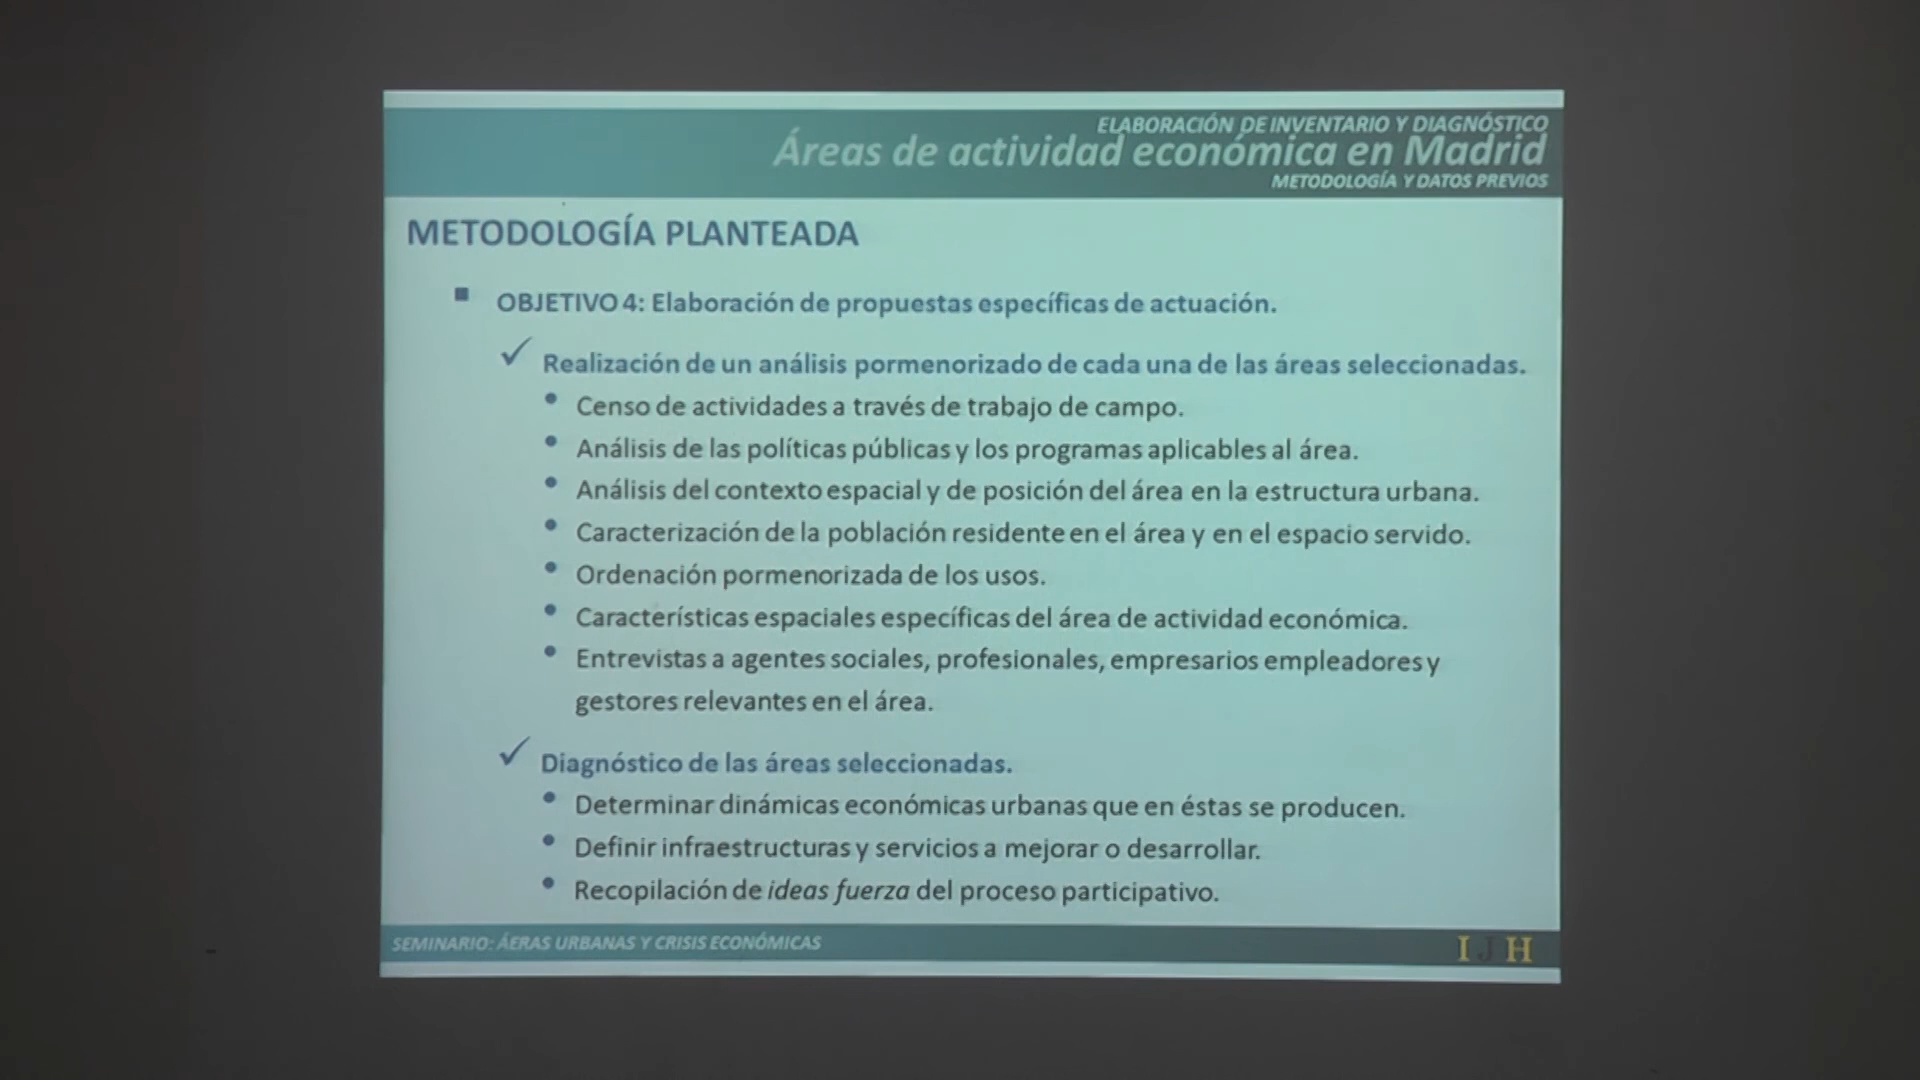 ELABORACIÓN DE INVENTARIO Y DIAGNÓSTICO
Áreas de actividad económica en Madrid
METODOLOGÍA Y DATOS PREVIOS
METODOLOGÍA PLANTEADA
OBJETIVO 4: Elaboración de propuestas específicas de actuación.
Realización de un análisis pormenorizado de cada una de las áreas seleccionadas.
Censo de actividades a través de trabajo de campo.
Análisis de las políticas públicas y los programas aplicables al área.
Análisis del contexto espacial y de posición del área en la estructura urbana.
Caracterización de la población residente en el área y en el espacio servido.
Ordenación pormenorizada de los usos.
Características espaciales específicas del área de actividad económica.
Entrevistas a agentes sociales, profesionales, empresarios empleadores y
gestores relevantes en el área.
Diagnóstico de las áreas seleccionadas.
Determinar dinámicas económicas urbanas que en éstas se producen.
Definir infraestructuras y servicios a mejorar o desarrollar.
Recopilación de ideas fuerza del proceso participativo.
SEMINARIO: ÁERAS URBANAS Y CRISIS ECONÓMICAS
I J H